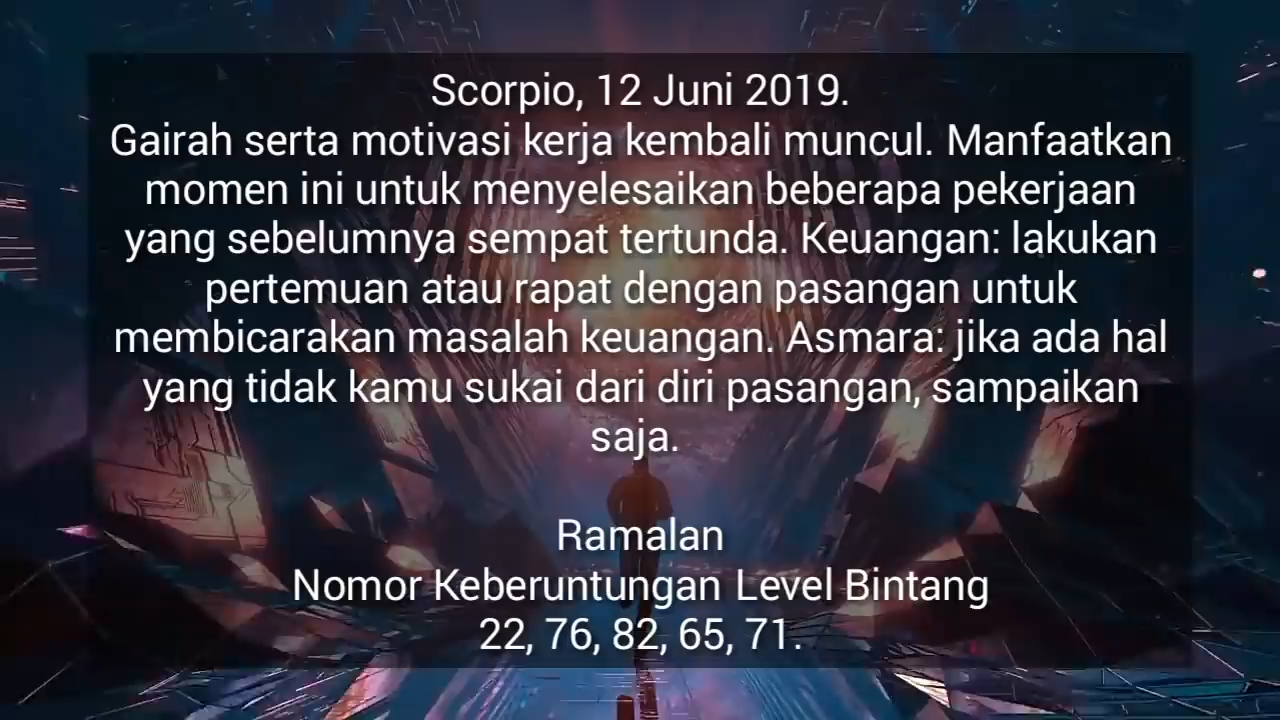 Scorpio, 12 Juni 2019.
Gairah serta motivasi kerja kembali muncul. Manfaatkan
momen ini untuk menyelesaikan beberapa pekerjaan
yang sebelumnya sempat tertunda. Keuangan: lakukan
pertemuan atau rapat dengan pasangan untuk
membicarakan masalah keuangan. Asmara: jika ada hal
yang tidak kamu sukai dari diri pasangan, sampaikan
saja.
Ramalan
Nomor Keberuntungan Level Bintang
22, 76, 82, 65, 71.